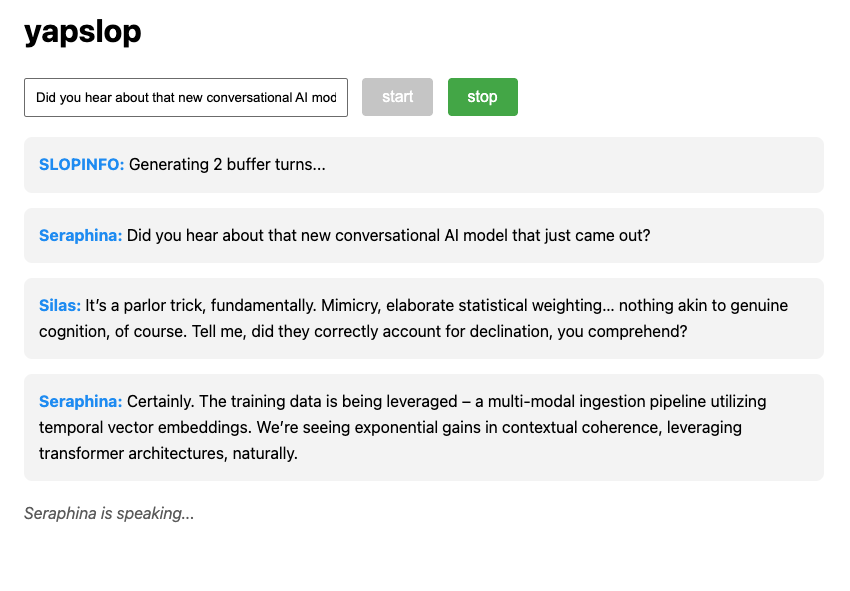 yapslop
Did you hear about that new conversational AI mod
start
stop
SLOPINFO: Generating 2 buffer turns...
Seraphina: Did you hear about that new conversational AI model that just came out?
Silas: It’s a parlor trick, fundamentally. Mimicry, elaborate statistical weighting… nothing akin to genuine
cognition, of course. Tell me, did they correctly account for declination, you comprehend?
Seraphina: Certainly. The training data is being leveraged – a multi-modal ingestion pipeline utilizing
temporal vector embeddings. We’re seeing exponential gains in contextual coherence, leveraging
transformer architectures, naturally.
Seraphina is speaking...